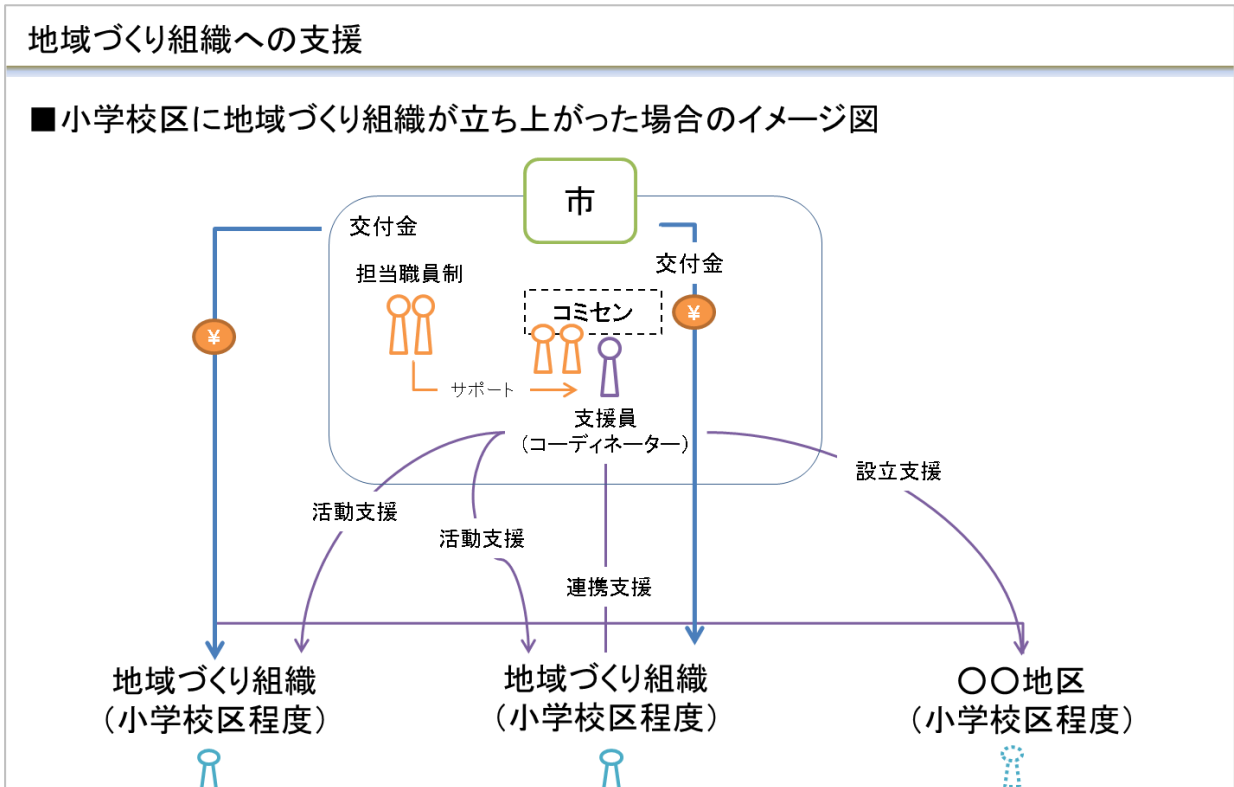 地域づくり組織への支援
■小学校区に地域づくり組織が立ち上がった場合のイメージ図
市
交付金
交付金
担当職員制
コミセン
¥
¥
サポート
支援員
(コーディネーター)
設立支援
活動支援
活動支援
連携支援
地域づくり組織
(小学校区程度)
地域づくり組織
(小学校区程度)
〇〇地区
(小学校区程度)